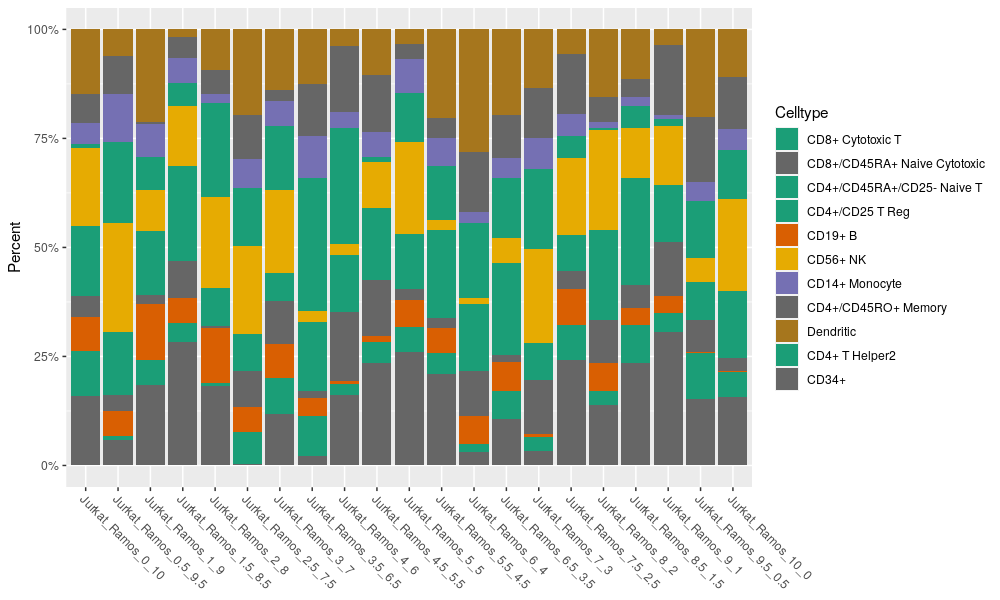 100%
75%
50%
25%
0%
Percent
Jurkat_Ramos_0_10
Jurkat_Ramos_0.5_9.5
Jurkat_Ramos_1_9
Jurkat_Ramos_1.5_8.5
Jurkat_Ramos_2_8
Jurkat_Ramos_2.5_7.5
Jurkat_Ramos_3_7
Jurkat_Ramos_3.5_6.5
Jurkat_Ramos_4_6
Jurkat_Ramos_4.5_5.5
Jurkat_Ramos_5_5
Jurkat_Ramos_5.5_4.5
Jurkat_Ramos_6_4
Jurkat_Ramos_6.5_3.5
Jurkat_Ramos_7_3
Jurkat_Ramos_7.5_2.5
Jurkat_Ramos_8_2
Jurkat_Ramos_8.5_1.5
Jurkat_Ramos_9_1
Jurkat_Ramos_9.5_0.5
Jurkat_Ramos_10_0
Celltype
CD8+ Cytotoxic T
CD8+/CD45RA+ Naive Cytotoxic
CD4+/CD45RA+/CD25- Naive T
CD4+/CD25 T Reg
CD19+ B
CD56+ NK
CD14+ Monocyte
CD4+/CD45RO+ Memory
Dendritic
CD4+ T Helper2
CD34+